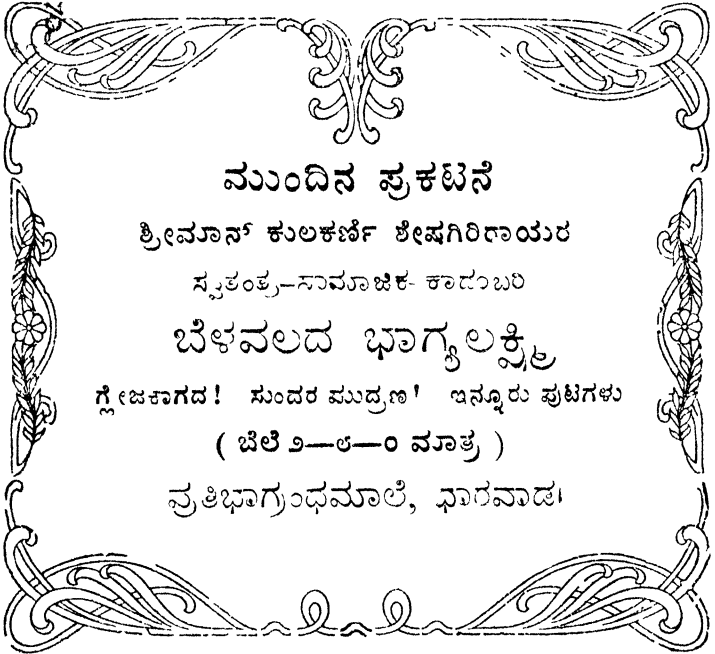 ಮುಂದಿನ ಪ್ರಕಟನೆ
ಶ್ರೀಮಾನ್ ಕುಲಕರ್ಣಿ ಶೇಷಗಿರಿರಾಯರ
ಸ್ವತಂತ್ರ–ಸಾಮಾಜಿಕ- ಕಾದಂಬರಿ
ಬೆಳವಲದ ಭಾಗ್ಯಲಕ್ಷ್ಮಿ
ಗ್ಲೇಜಕಾಗದ! ಸುಂದರ ಮುದ್ರಣ! ಇನ್ನೂರು ಪುಟಗಳು
( ಬೆಲೆ ೨—೮—೦ ಮಾತ್ರ )
ಪ್ರತಿಭಾಗ್ರಂಥಮಾಲೆ, ಧಾರವಾಡ.